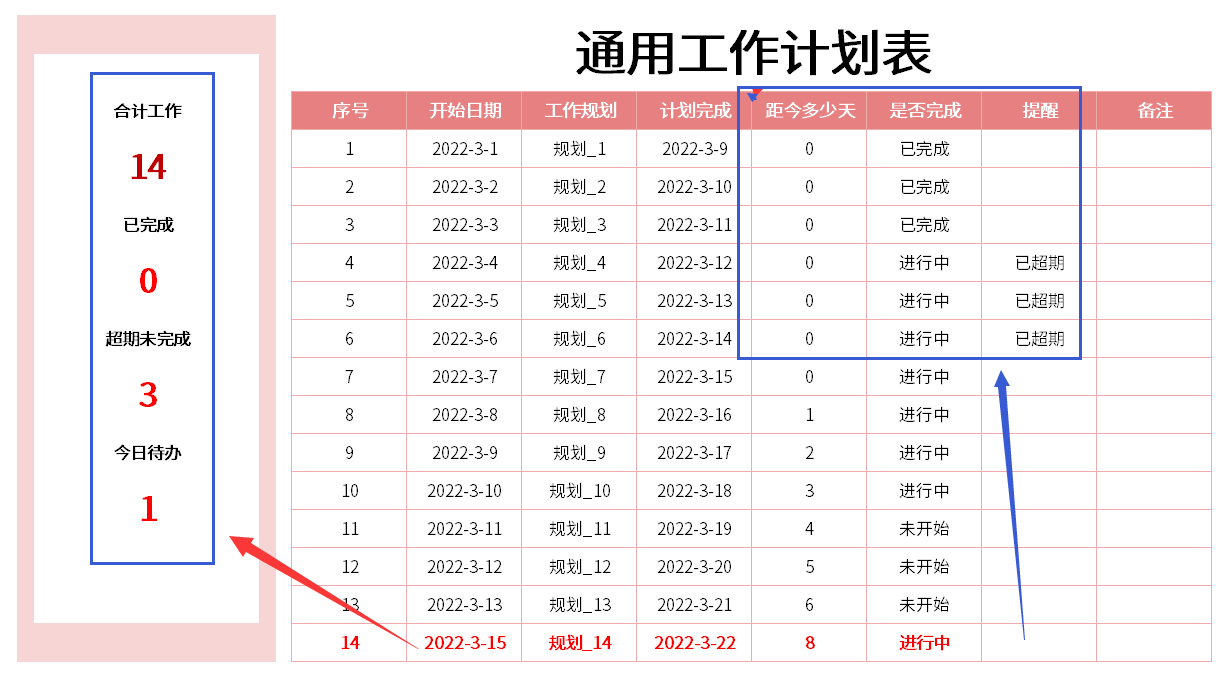 合计工作
14
已完成
0
超期未完成
3
今日待办
1
通用工作计划表
序号 开始日期 工作规划 计划完成 距今多少天 是否完成 提醒 备注
1 2022-3-1 规划_1 2022-3-9 0 已完成
2 2022-3-2 规划_2 2022-3-10 0 已完成
3 2022-3-3 规划_3 2022-3-11 0 已完成
4 2022-3-4 规划_4 2022-3-12 0 进行中 已超期
5 2022-3-5 规划_5 2022-3-13 0 进行中 已超期
6 2022-3-6 规划_6 2022-3-14 0 进行中 已超期
7 2022-3-7 规划_7 2022-3-15 0 进行中
8 2022-3-8 规划_8 2022-3-16 1 进行中
9 2022-3-9 规划_9 2022-3-17 2 进行中
10 2022-3-10 规划_10 2022-3-18 3 进行中
11 2022-3-11 规划_11 2022-3-19 4 未开始
12 2022-3-12 规划_12 2022-3-20 5 未开始
13 2022-3-13 规划_13 2022-3-21 6 未开始
14 2022-3-15 规划_14 2022-3-22 8 进行中